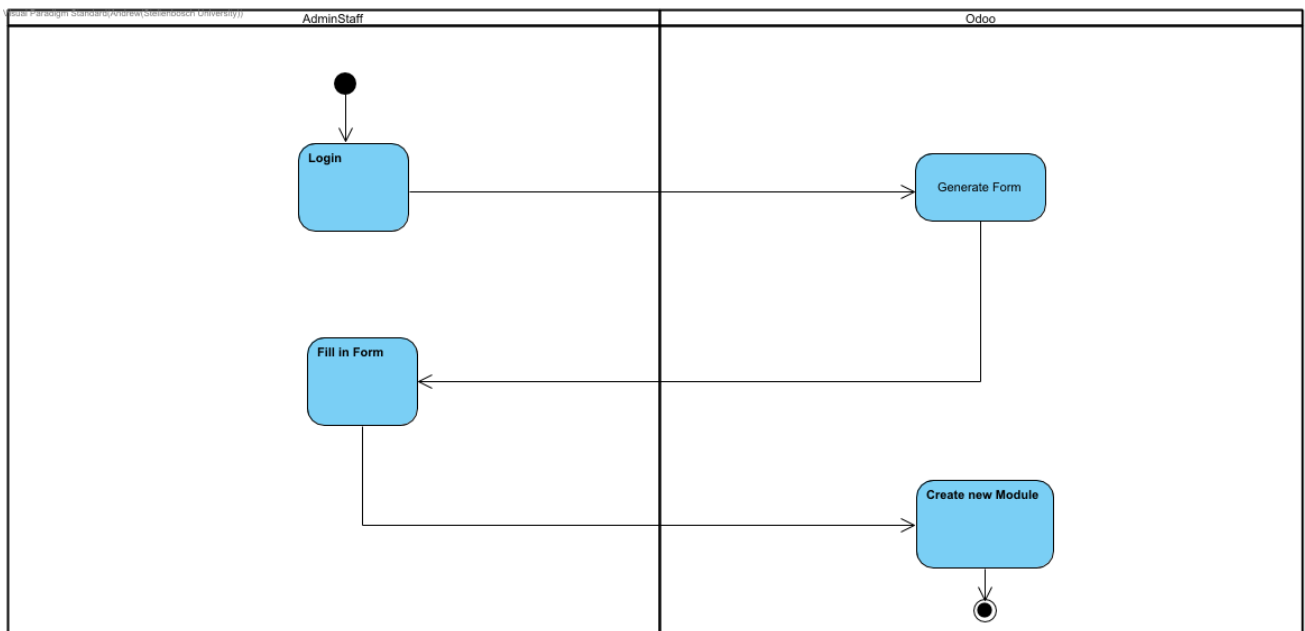 Visual Paradigm Standard(Andrew(Stellenbosch University))
AdminStaff
Odoo
Login
Generate Form
Fill in Form
Create new Module